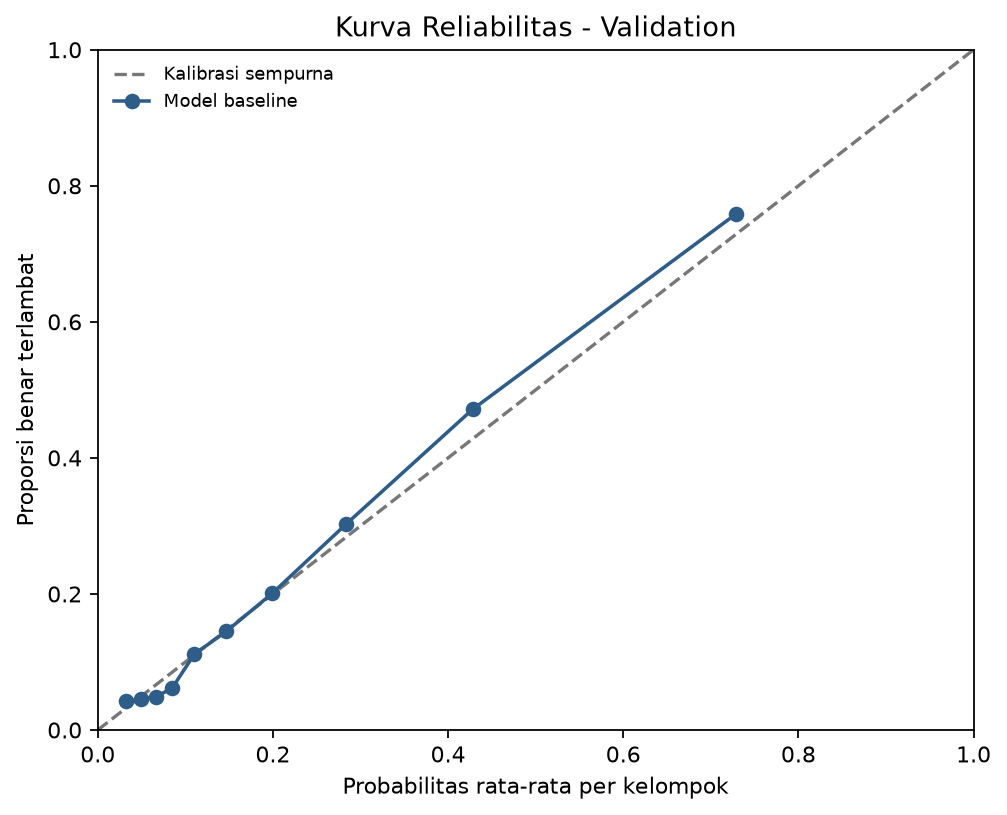 Kurva Reliabilitas - Validation
Kalibrasi sempurna
Model baseline
Proporsi benar terlambat
1.0
0.8
0.6
0.4
0.2
0.0
0.0 0.2 0.4 0.6 0.8 1.0
Probabilitas rata-rata per kelompok